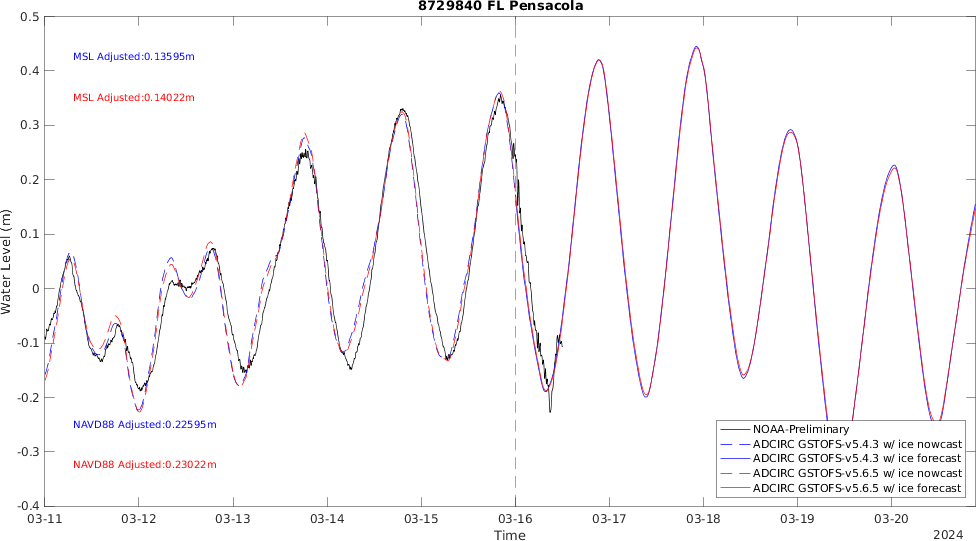 8729840 FL Pensacola
0.5
0.4
0.3
0.2
0.1
0
-0.1
-0.2
-0.3
-0.4
Water Level (m)
MSL Adjusted:0.13595m
MSL Adjusted:0.14022m
NAVD88 Adjusted:0.22595m
NAVD88 Adjusted:0.23022m
NOAA-Preliminary
ADCIRC GSTOFS-v5.4.3 w/ ice nowcast
ADCIRC GSTOFS-v5.4.3 w/ ice forecast
ADCIRC GSTOFS-v5.6.5 w/ ice nowcast
ADCIRC GSTOFS-v5.6.5 w/ ice forecast
03-11 03-12 03-13 03-14 03-15 03-16 03-17 03-18 03-19 03-20
Time
2024